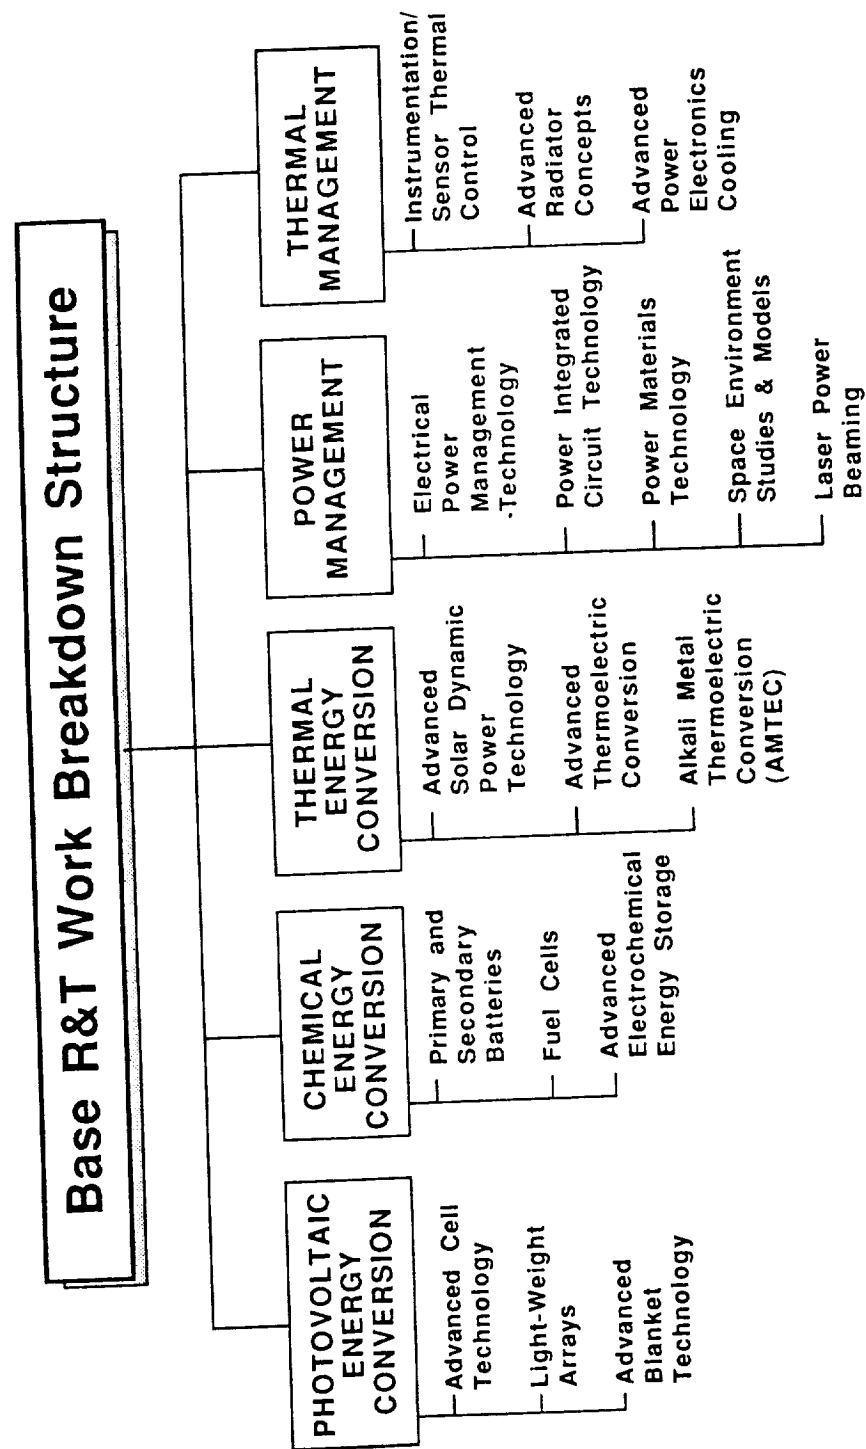 Base R&T Work Breakdown Structure
PHOTOVOLTAIC
ENERGY
CONVERSION
Advanced Cell
Technology
Light-Weight
Arrays
Advanced
Blanket
Technology
CHEMICAL
ENERGY
CONVERSION
Primary and
Secondary
Batteries
Fuel Cells
Advanced
Electrochemical
Energy Storage
THERMAL
ENERGY
CONVERSION
Advanced
Solar Dynamic
Power
Technology
Advanced
Thermoelectric
Conversion
Alkali Metal
Thermoelectric
Conversion
(AMTEC)
POWER
MANAGEMENT
Electrical
Power
Management
-Technology
Power Integrated
Circuit Technology
Power Materials
Technology
Space Environment
Studies & Models
Laser Power
Beaming
THERMAL
MANAGEMENT
Instrumentation/
Sensor Thermal
Control
Advanced
Radiator
Concepts
Advanced
Power
Electronics
Cooling